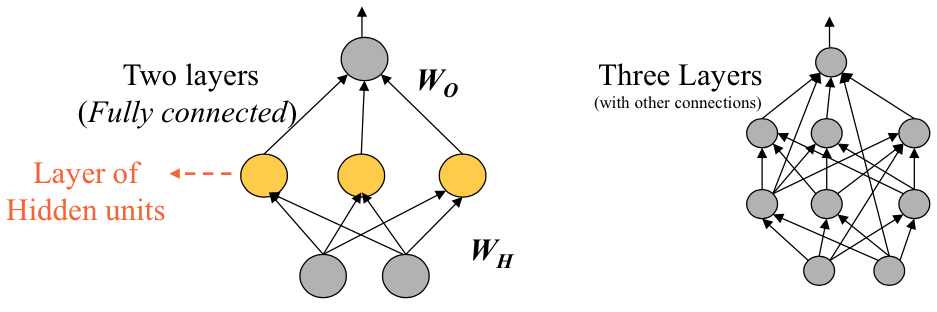 Two layers
(Fully connected)
W_O
Layer of
Hidden units
W_H
Three Layers
(with other connections)